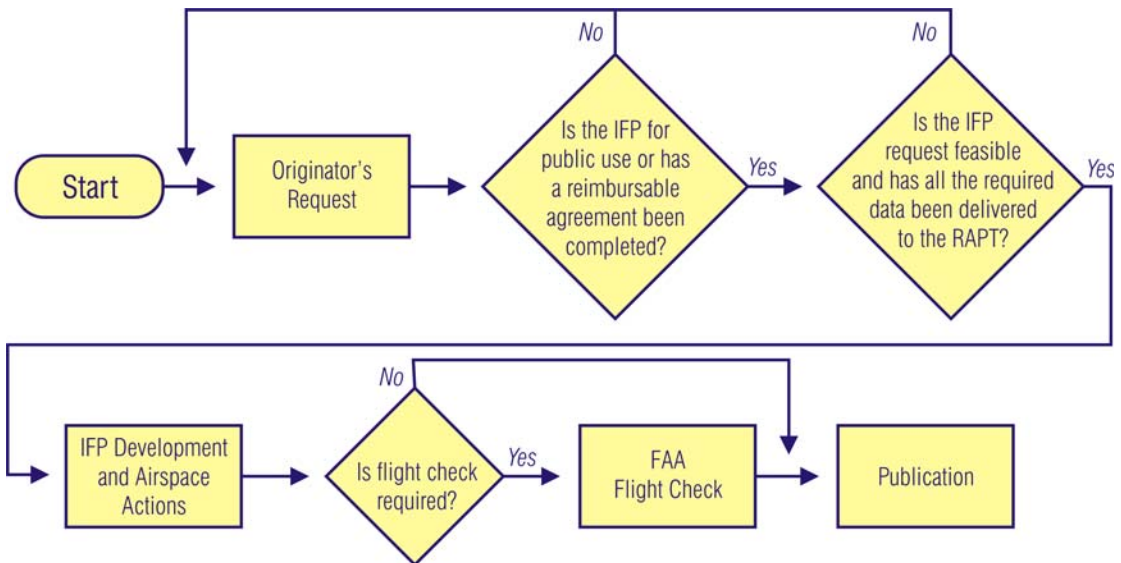 No
No
Start
Originator's
Request
Is the IFP for
public use or has
a reimbursable
agreement been
completed?
Yes
Is the IFP
request feasible
and has all the required
data been delivered
to the RAPT?
Yes
IFP Development
and Airspace
Actions
No
Is flight check
required?
Yes
FAA
Flight Check
Publication